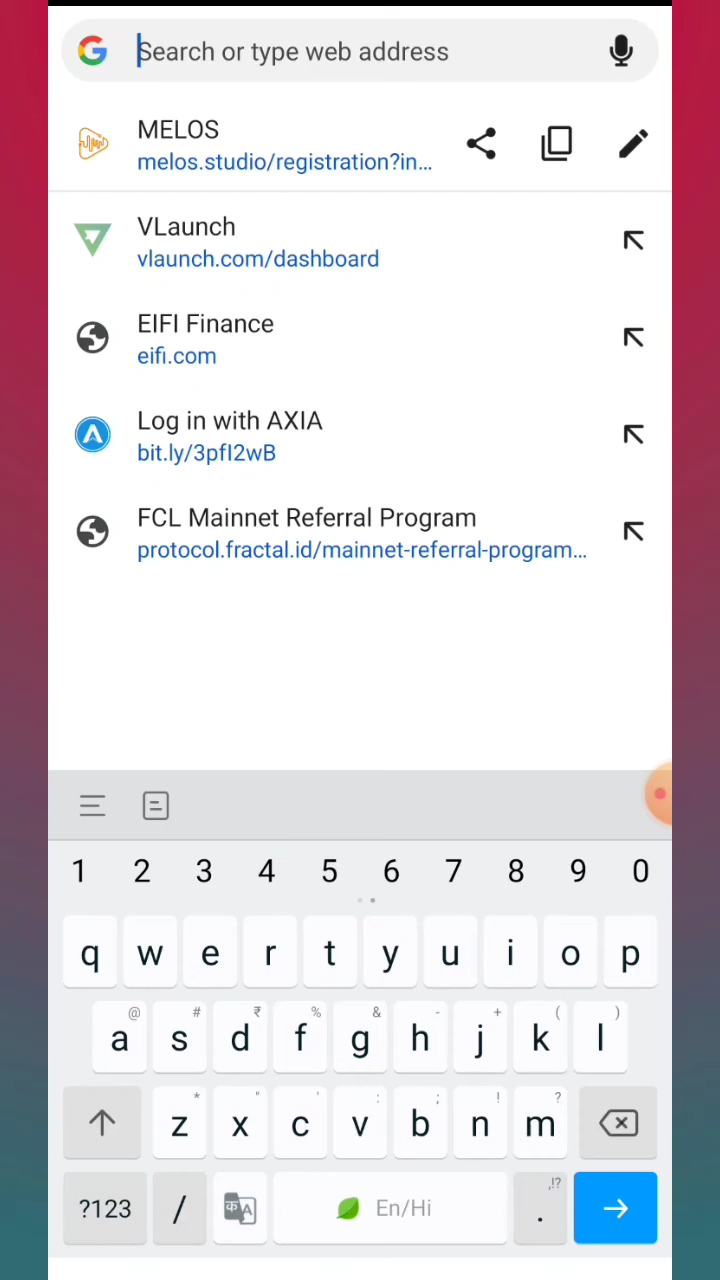 Search or type web address
MELOS
melos.studio/registration?in...
VLaunch
vlaunch.com/dashboard
EIFI Finance
eifi.com
Log in with AXIA
bit.ly/3pfI2wB
FCL Mainnet Referral Program
protocol.fractal.id/mainnet-referral-program...
1 2 3 4 5 6 7 8 9 0
q w e r t y u i o p
@ # ₹ % & - + ( )
a s d f g h j k l
* " ' : ; ! ?
z x c v b n m
,!?
?123 / क A En/Hi .